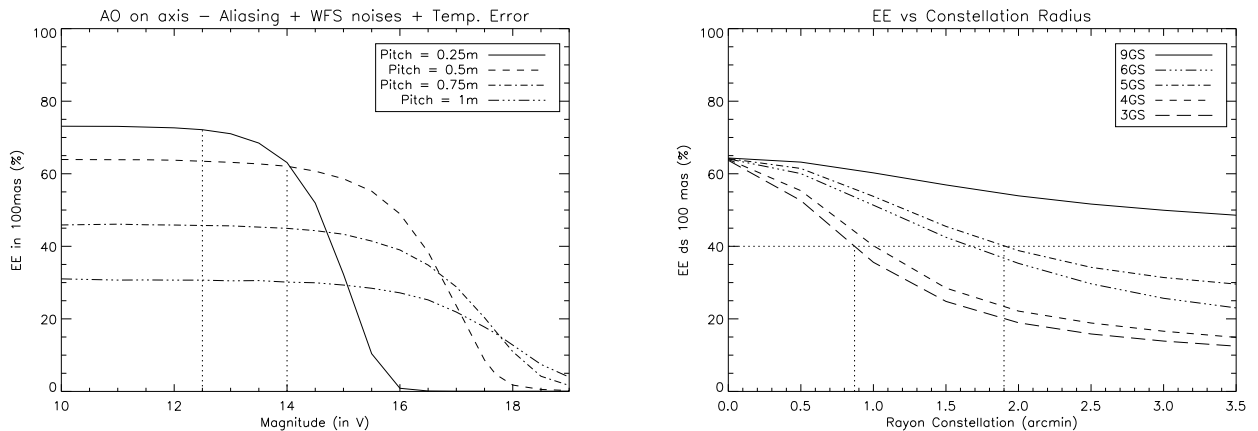 AO on axis – Aliasing + WFS noises + Temp. Error
Pitch = 0.25m
Pitch = 0.5m
Pitch = 0.75m
Pitch = 1m
100
80
60
40
20
0
EE in 100mas (%)
10 12 14 16 18
Magnitude (in V)
EE vs Constellation Radius
9GS
6GS
5GS
4GS
3GS
100
80
60
40
20
0
EE ds 100 mas (%)
0.0 0.5 1.0 1.5 2.0 2.5 3.0 3.5
Rayon Constellation (arcmin)